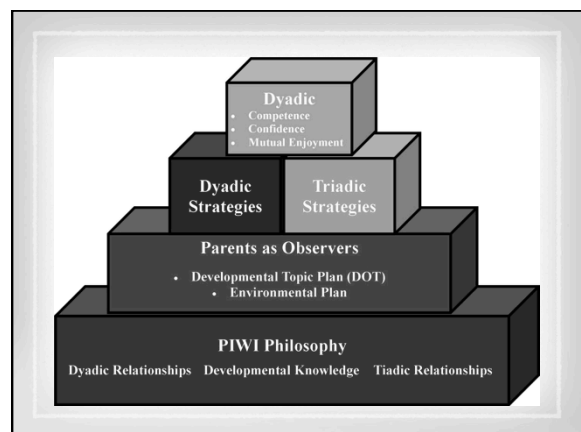 Dyadic
• Competence
• Confidence
• Mutual Enjoyment
Dyadic
Strategies
Triadic
Strategies
Parents as Observers
• Developmental Topic Plan (DOT)
• Environmental Plan
PIWI Philosophy
Dyadic Relationships Developmental Knowledge Tiadic Relationships